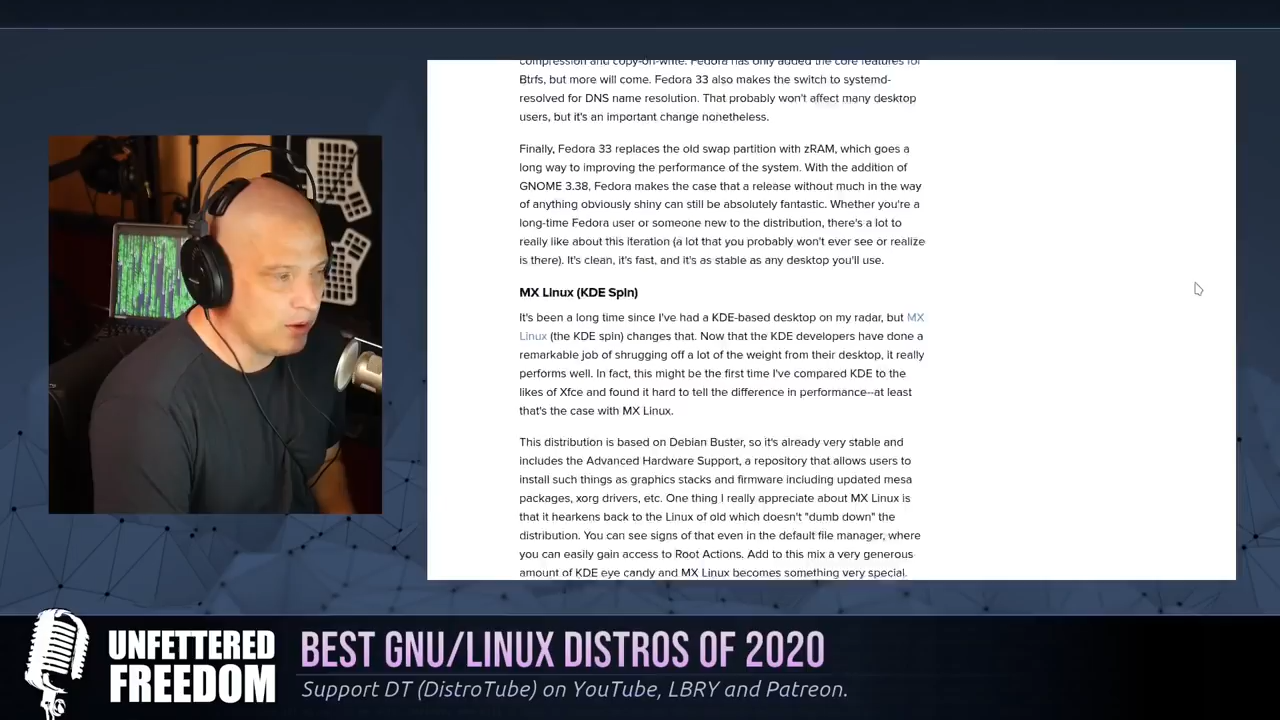 compression and copy-on-write. Fedora has only added the core features for
Btrfs, but more will come. Fedora 33 also makes the switch to systemd-
resolved for DNS name resolution. That probably won't affect many desktop
users, but it's an important change nonetheless.
Finally, Fedora 33 replaces the old swap partition with zRAM, which goes a
long way to improving the performance of the system. With the addition of
GNOME 3.38, Fedora makes the case that a release without much in the way
of anything obviously shiny can still be absolutely fantastic. Whether you're a
long-time Fedora user or someone new to the distribution, there's a lot to
really like about this iteration (a lot that you probably won't ever see or realize
is there). It's clean, it's fast, and it's as stable as any desktop you'll use.
MX Linux (KDE Spin)
It's been a long time since I've had a KDE-based desktop on my radar, but MX
Linux (the KDE spin) changes that. Now that the KDE developers have done a
remarkable job of shrugging off a lot of the weight from their desktop, it really
performs well. In fact, this might be the first time I've compared KDE to the
likes of Xfce and found it hard to tell the difference in performance--at least
that's the case with MX Linux.
This distribution is based on Debian Buster, so it's already very stable and
includes the Advanced Hardware Support, a repository that allows users to
install such things as graphics stacks and firmware including updated mesa
packages, xorg drivers, etc. One thing I really appreciate about MX Linux is
that it hearkens back to the Linux of old which doesn't "dumb down" the
distribution. You can see signs of that even in the default file manager, where
you can easily gain access to Root Actions. Add to this mix a very generous
amount of KDE eye candy and MX Linux becomes something very special.
UNFETTERED
FREEDOM
BEST GNU/LINUX DISTROS OF 2020
Support DT (DistroTube) on YouTube, LBRY and Patreon.